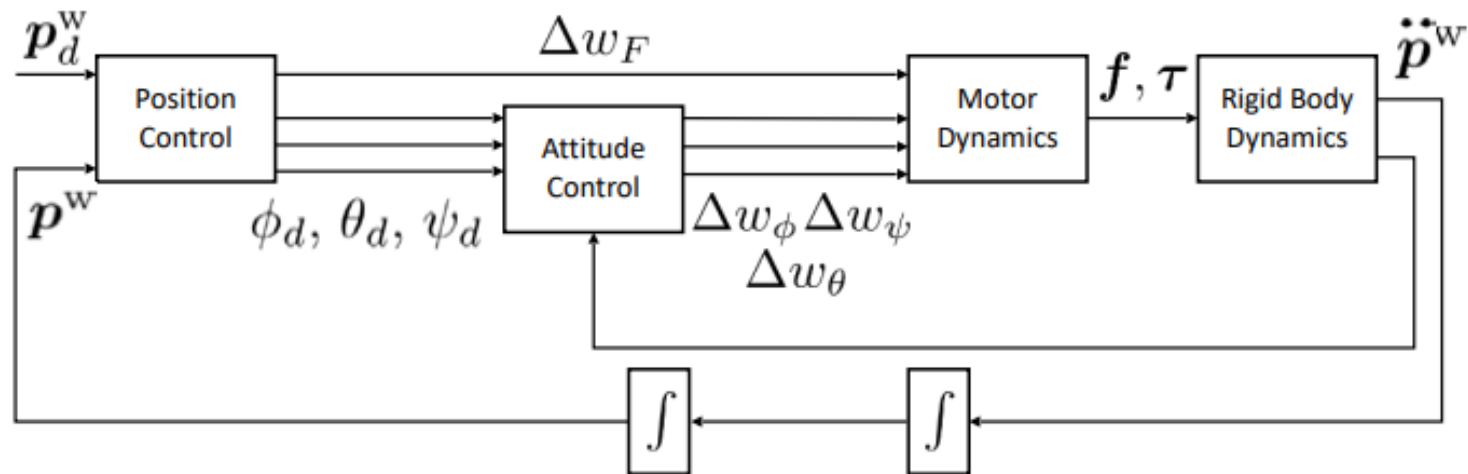 p_d^w
Δw_F
p̈^w
Position
Control
Attitude
Control
Motor
Dynamics
f, τ
Rigid Body
Dynamics
p^w
ϕ_d, θ_d, ψ_d
Δw_ϕ Δw_ψ
Δw_θ
∫
∫